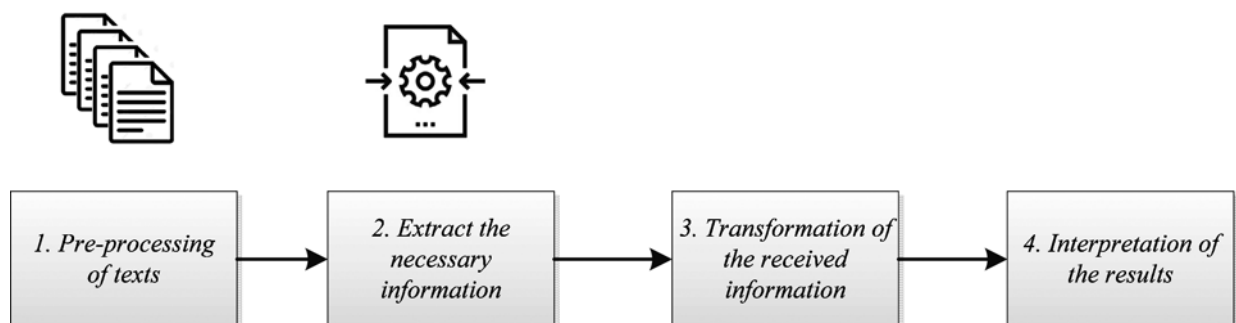 1. Pre-processing
of texts
2. Extract the
necessary
information
3. Transformation of
the received
information
4. Interpretation of
the results